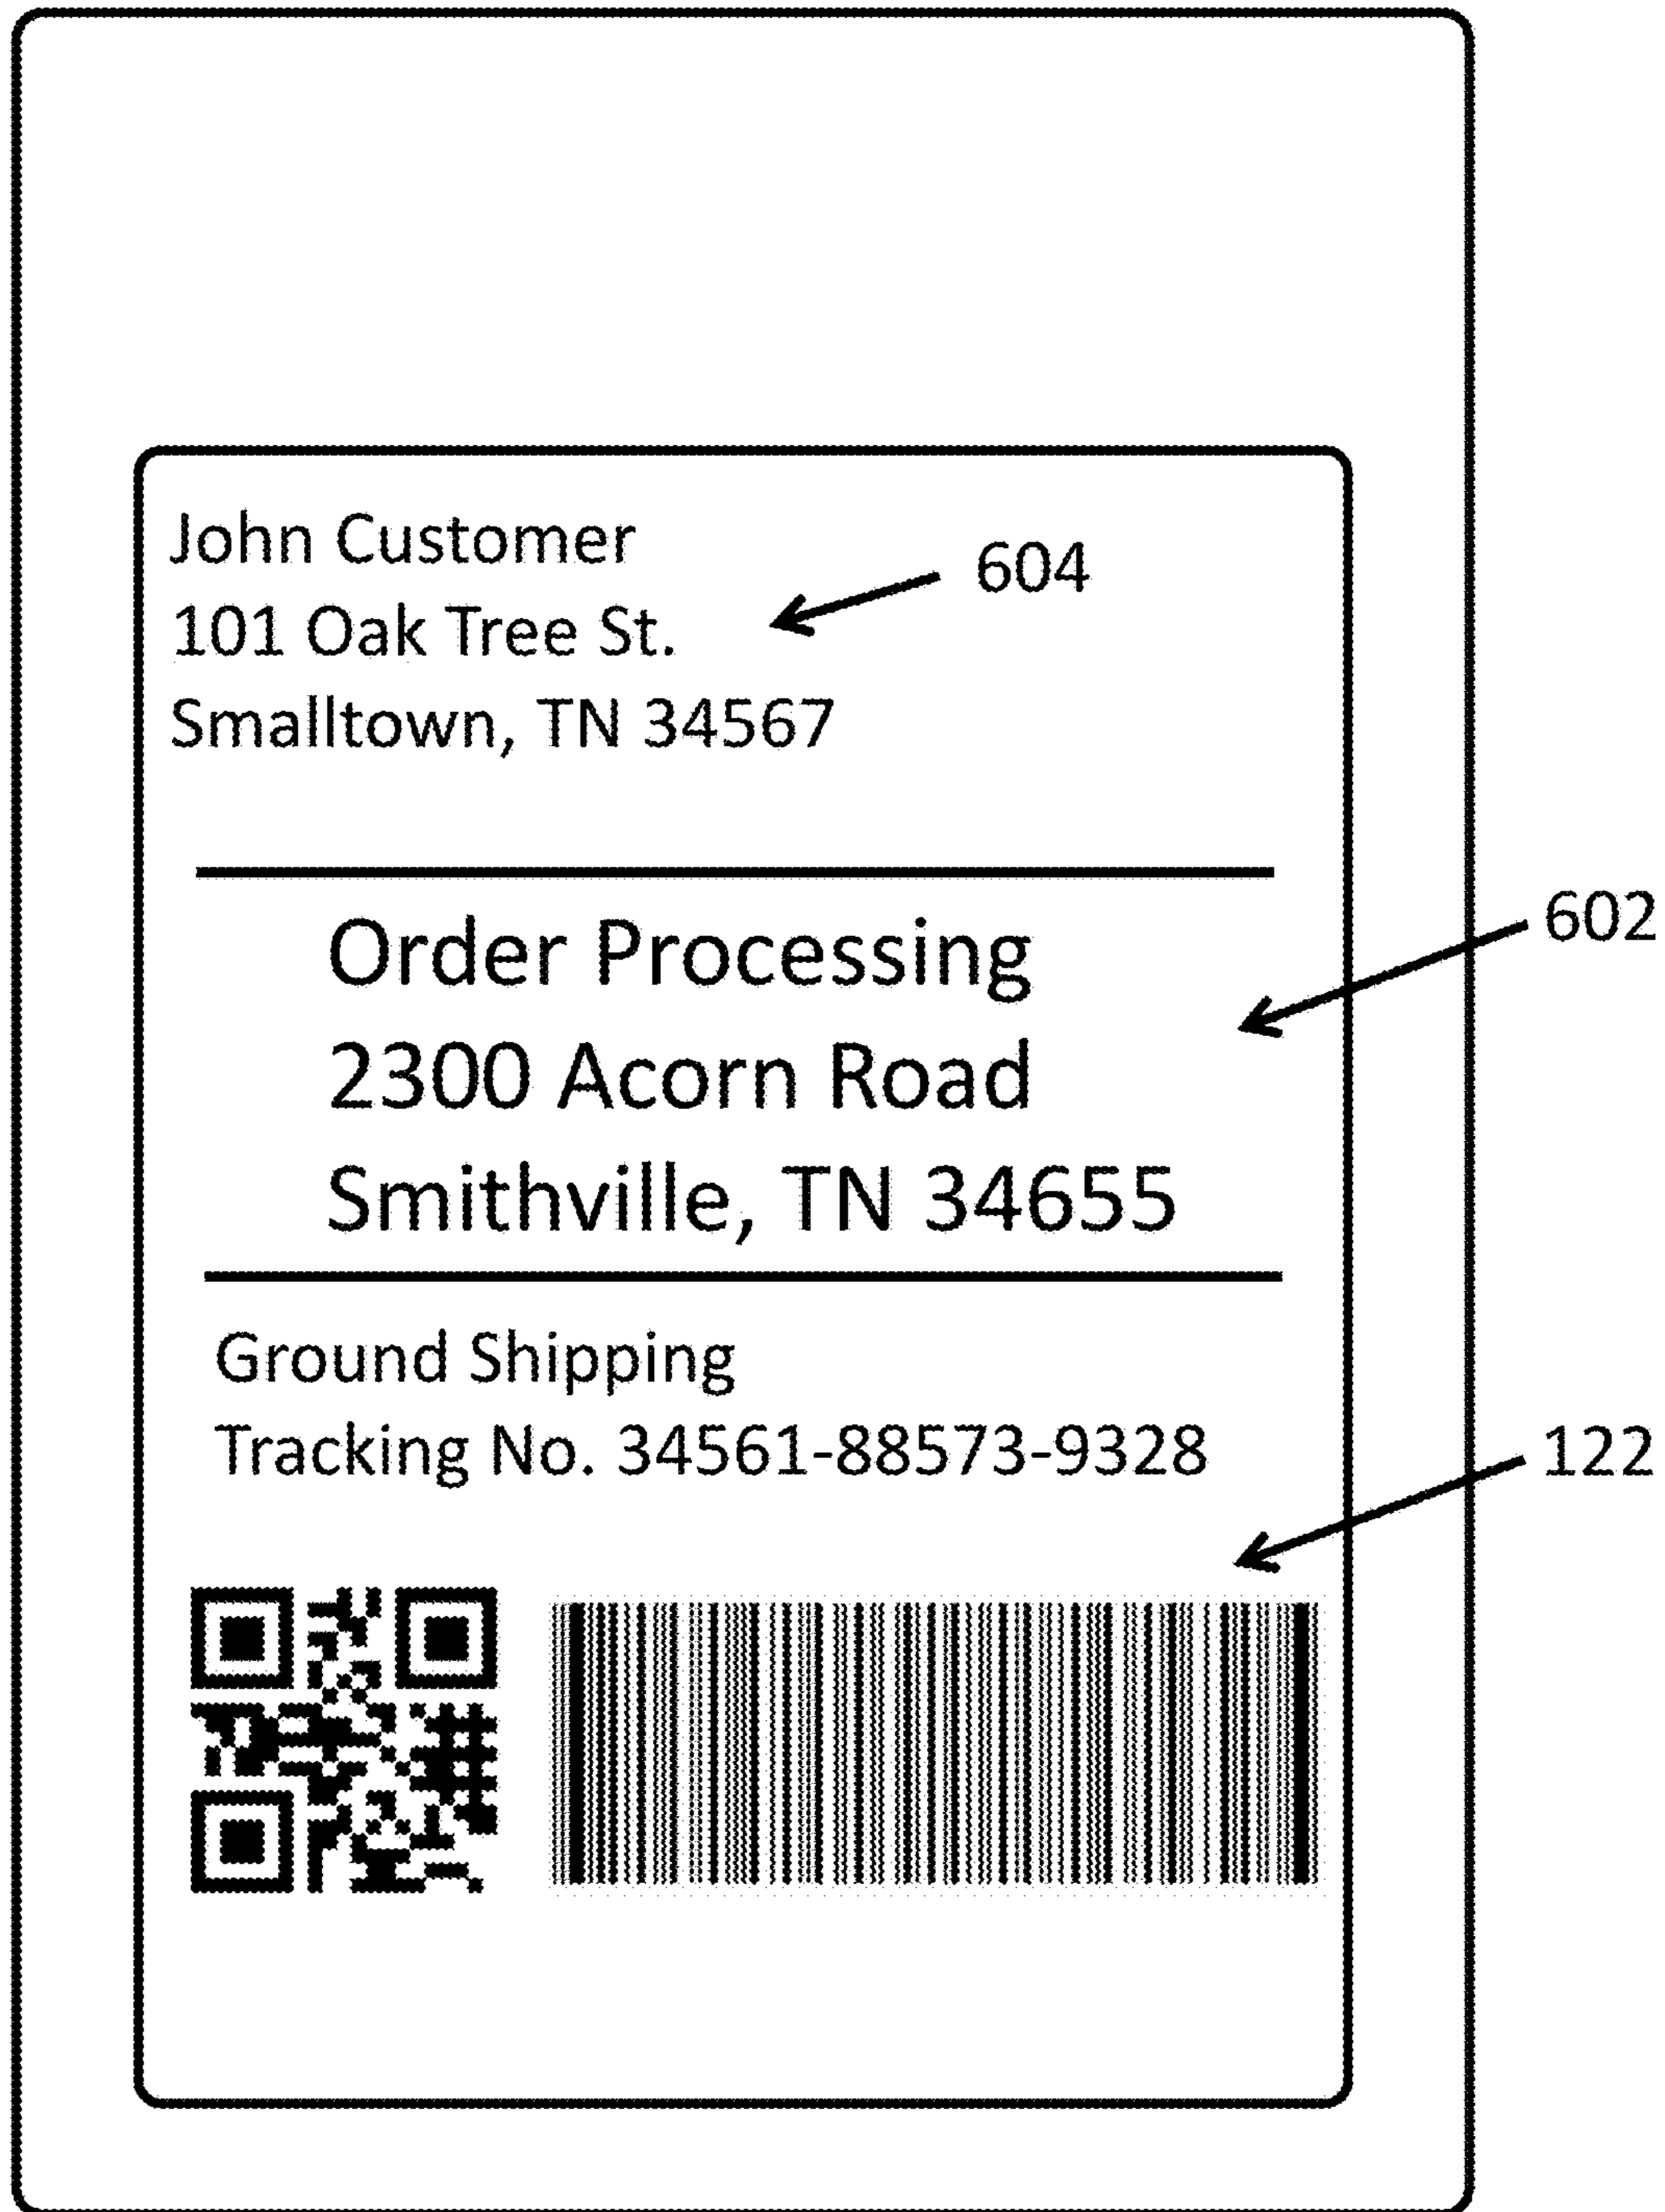 John Customer
604
101 Oak Tree St.
Smalltown, TN 34567
602
Order Processing
2300 Acorn Road
Smithville, TN 34655
Ground Shipping
Tracking No. 34561-88573-9328
122